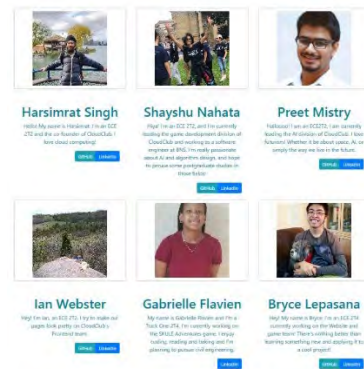 Harsimrat Singh
Hello! My name is Harsimrat. I'm an ECE
2T2 and the co-founder of CloudClub. I
love cloud computing!
GitHub LinkedIn
Shayshu Nahata
Hiya! I'm an ECE 2T2, and I'm currently
leading the game development division of
CloudClub and working as a software
engineer at
I'm really passionate
about AI and algorithm design, and hope
to pursue some postgraduate studies in
those fields!
GitHub LinkedIn
Preet Mistry
I'm an ECE2T2, I am currently
leading the AI division of CloudClub. I love
futurism! Whether it be about space, AI, or
simply the way we live in the future.
GitHub LinkedIn
Ian Webster
Hey! I'm Ian, an ECE 2T2. I try to make our
pages look pretty on CloudClub's
Frontend team.
GitHub LinkedIn
Gabrielle Flavien
My name is Gabrielle Flavien and I'm a
Track One 2T4. I'm currently working on
the SKULE Adventures game. I enjoy
reading and baking and I'm
planning to pursue civil engineering.
LinkedIn
Bryce Lepasana
Hey! My name is Bryce. I'm an ECE 2T4
currently working on the Website and
game team! There's nothing better than
learning something new and applying it to
a cool project!
GitHub LinkedIn